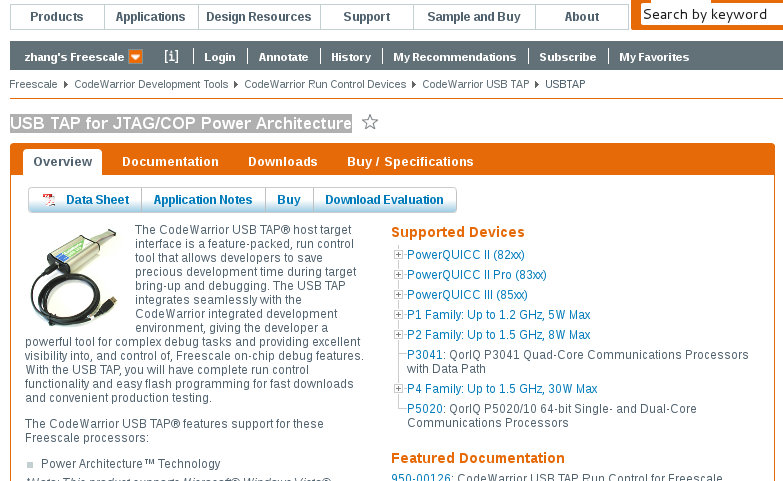 Products Applications Design Resources Support Sample and Buy About Search by keyword
zhang's Freescale [i] Login Annotate History My Recommendations Subscribe My Favorites
Freescale CodeWarrior Development Tools CodeWarrior Run Control Devices CodeWarrior USB TAP USBTAP
USB TAP for JTAG/COP Power Architecture
Overview Documentation Downloads Buy / Specifications
Data Sheet Application Notes Buy Download Evaluation
The CodeWarrior USB TAP® host target
interface is a feature-packed, run control
tool that allows developers to save
precious development time during target
bring-up and debugging. The USB TAP
integrates seamlessly with the
CodeWarrior integrated development
environment, giving the developer a
powerful tool for complex debug tasks and providing excellent
visibility into, and control of, Freescale on-chip debug features.
With the USB TAP, you will have complete run control
functionality and easy flash programming for fast downloads
and convenient production testing.
The CodeWarrior USB TAP® features support for these
Freescale processors:
Power Architecture™ Technology
Supported Devices
PowerQUICC II (82xx)
PowerQUICC II Pro (83xx)
PowerQUICC III (85xx)
P1 Family: Up to 1.2 GHz, 5W Max
P2 Family: Up to 1.5 GHz, 8W Max
P3041: QorIQ P3041 Quad-Core Communications Processors
with Data Path
P4 Family: Up to 1.5 GHz, 30W Max
P5020: QorIQ P5020/10 64-bit Single- and Dual-Core
Communications Processors
Featured Documentation
950-00126: CodeWarrior USB TAP Run Control for Freescale